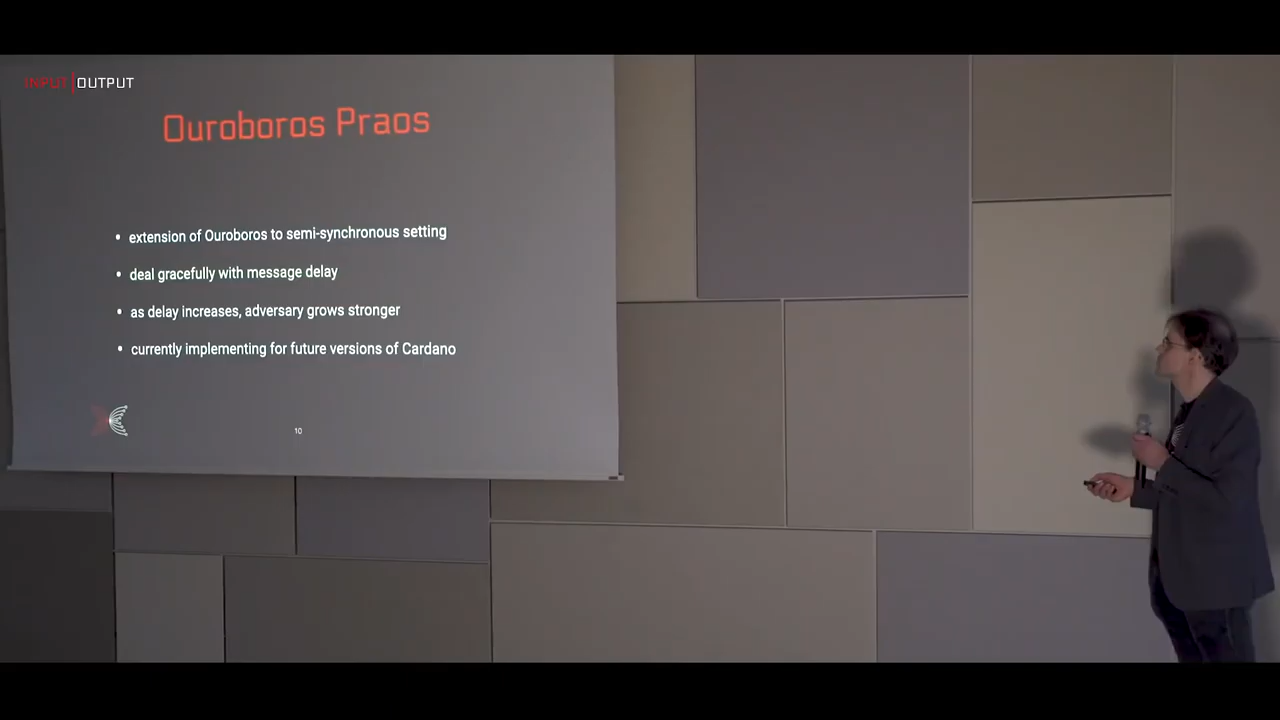 INPUT|OUTPUT
Ouroboros Praos
• extension of Ouroboros to semi-synchronous setting
• deal gracefully with message delay
• as delay increases, adversary grows stronger
• currently implementing for future versions of Cardano
10